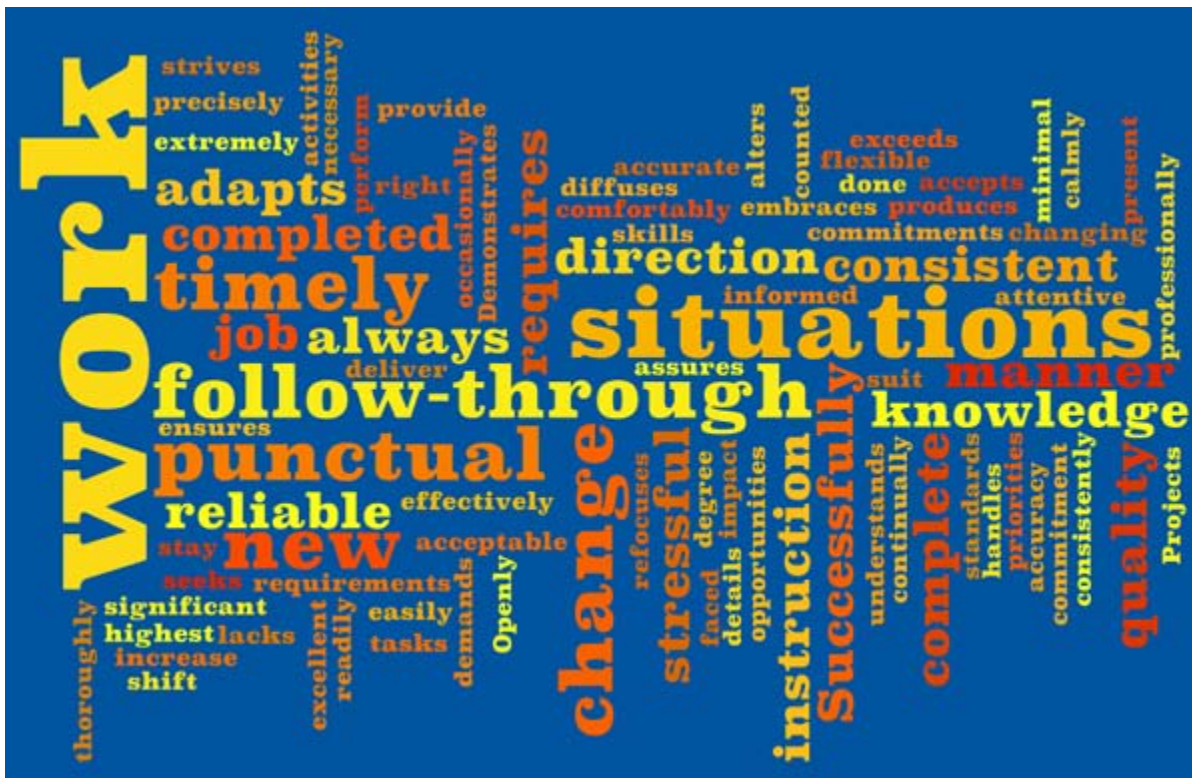 work
strives
precisely
extremely
activities
necessary
adapts
perform
provide
right
occasionally
Demonstrates
completed
timely
job
always
deliver
requires
follow-through
ensures
punctual
reliable
effectively
stay
new
acceptable
seeks
requirements
significant
highest
lacks
increase
shift
thoroughly
excellent
readily
easily
tasks
demands
Openly
accurate
diffuses
comfortably
skills
alters
counted
embraces
exceeds
flexible
done
accepts
produces
commitments
changing
minimal
calmly
present
professionally
direction
consistent
informed
attentive
situations
assures
suit
manner
knowledge
change
refocuses
stressful
degree
faced
impact
details
opportunities
instruction
Successfully
understands
continually
complete
standards
handles
priorities
accuracy
commitment
consistently
quality
Projects